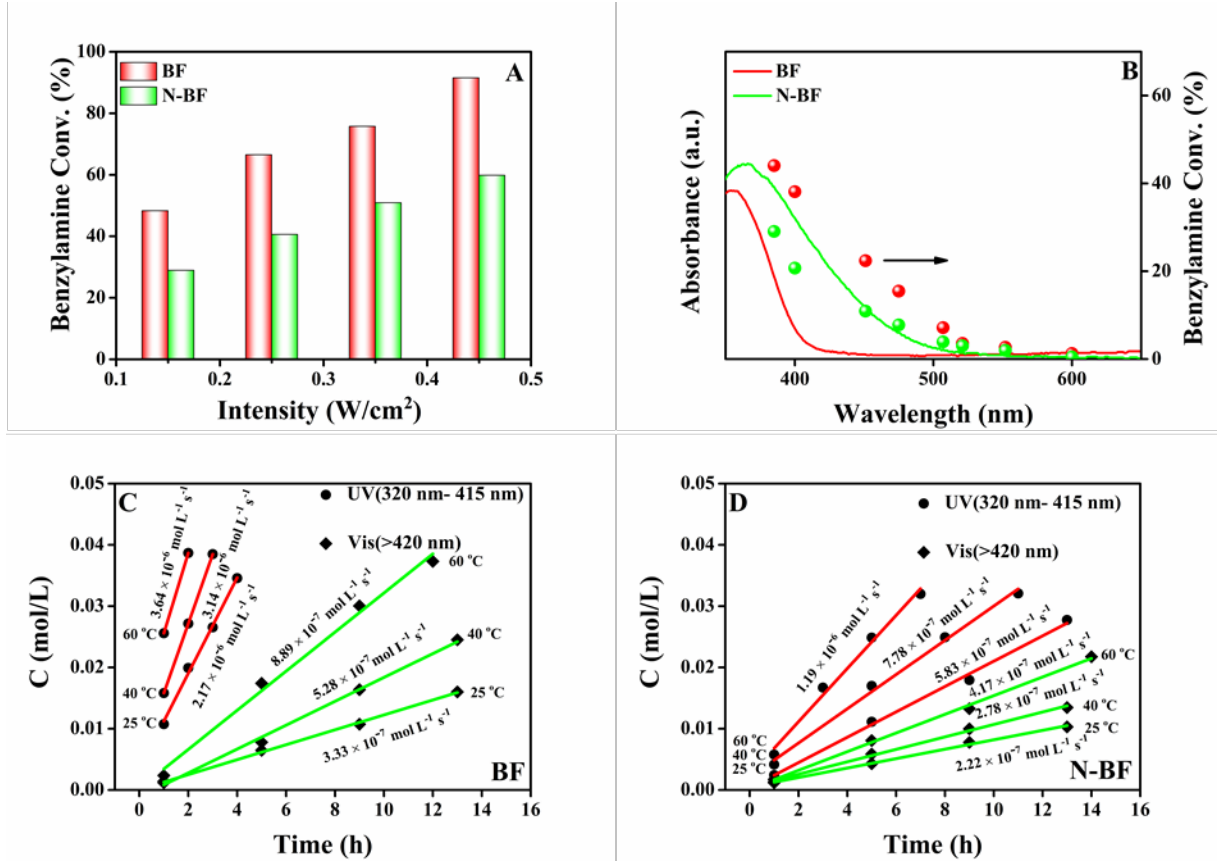 A
BF
N-BF
Benzylamine Conv. (%)
100
80
60
40
20
0
0.1 0.2 0.3 0.4 0.5
Intensity (W/cm²)
B
BF
N-BF
Absorbance (a.u.)
Benzylamine Conv. (%)
60
40
20
0
400 500 600
Wavelength (nm)
C
UV(320 nm- 415 nm)
Vis(>420 nm)
C (mol/L)
0.05
0.04
0.03
0.02
0.01
0.00
3.64 × 10⁻⁶ mol L⁻¹ s⁻¹
3.14 × 10⁻⁶ mol L⁻¹ s⁻¹
2.17 × 10⁻⁶ mol L⁻¹ s⁻¹
60 °C
40 °C
25 °C
8.89 × 10⁻⁷ mol L⁻¹ s⁻¹
60 °C
5.28 × 10⁻⁷ mol L⁻¹ s⁻¹
40 °C
3.33 × 10⁻⁷ mol L⁻¹ s⁻¹
25 °C
BF
0 2 4 6 8 10 12 14 16
Time (h)
D
UV(320 nm- 415 nm)
Vis(>420 nm)
C (mol/L)
0.05
0.04
0.03
0.02
0.01
0.00
1.19 × 10⁻⁶ mol L⁻¹ s⁻¹
7.78 × 10⁻⁷ mol L⁻¹ s⁻¹
5.83 × 10⁻⁷ mol L⁻¹ s⁻¹
60 °C
40 °C
25 °C
4.17 × 10⁻⁷ mol L⁻¹ s⁻¹
60 °C
2.78 × 10⁻⁷ mol L⁻¹ s⁻¹
40 °C
2.22 × 10⁻⁷ mol L⁻¹ s⁻¹
25 °C
N-BF
0 2 4 6 8 10 12 14 16
Time (h)